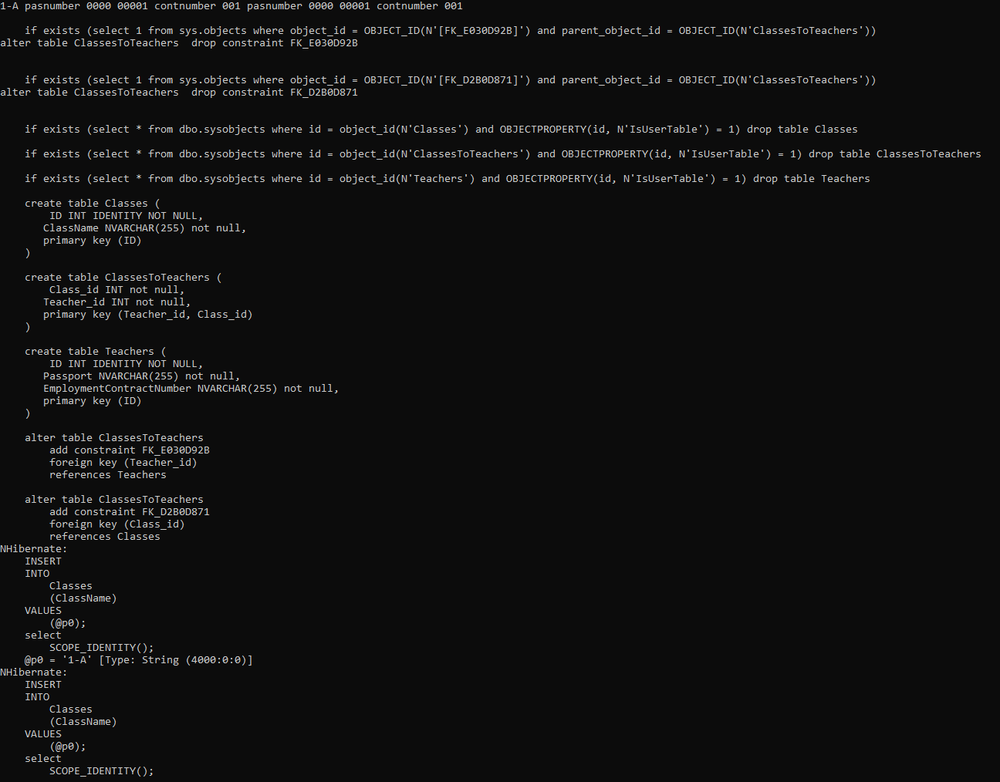 1-A pasnumber 0000 00001 contnumber 001 pasnumber 0000 00001 contnumber 001
if exists (select 1 from sys.objects where object_id = OBJECT_ID(N'[FK_E030D92B]') and parent_object_id = OBJECT_ID(N'ClassesToTeachers'))
alter table ClassesToTeachers  drop constraint FK_E030D92B
if exists (select 1 from sys.objects where object_id = OBJECT_ID(N'[FK_D2B0D871]') and parent_object_id = OBJECT_ID(N'ClassesToTeachers'))
alter table ClassesToTeachers  drop constraint FK_D2B0D871
if exists (select * from dbo.sysobjects where id = object_id(N'Classes') and OBJECTPROPERTY(id, N'IsUserTable') = 1) drop table Classes
if exists (select * from dbo.sysobjects where id = object_id(N'ClassesToTeachers') and OBJECTPROPERTY(id, N'IsUserTable') = 1) drop table ClassesToTeachers
if exists (select * from dbo.sysobjects where id = object_id(N'Teachers') and OBJECTPROPERTY(id, N'IsUserTable') = 1) drop table Teachers
create table Classes (
ID INT IDENTITY NOT NULL,
ClassName NVARCHAR(255) not null,
primary key (ID)
)
create table ClassesToTeachers (
Class_id INT not null,
Teacher_id INT not null,
primary key (Teacher_id, Class_id)
)
create table Teachers (
ID INT IDENTITY NOT NULL,
Passport NVARCHAR(255) not null,
EmploymentContractNumber NVARCHAR(255) not null,
primary key (ID)
)
alter table ClassesToTeachers
add constraint FK_E030D92B
foreign key (Teacher_id)
references Teachers
alter table ClassesToTeachers
add constraint FK_D2B0D871
foreign key (Class_id)
references Classes
NHibernate:
INSERT
INTO
Classes
(ClassName)
VALUES
(@p0);
select
SCOPE_IDENTITY();
@p0 = '1-A' [Type: String (4000:0:0)]
NHibernate:
INSERT
INTO
Classes
(ClassName)
VALUES
(@p0);
select
SCOPE_IDENTITY();